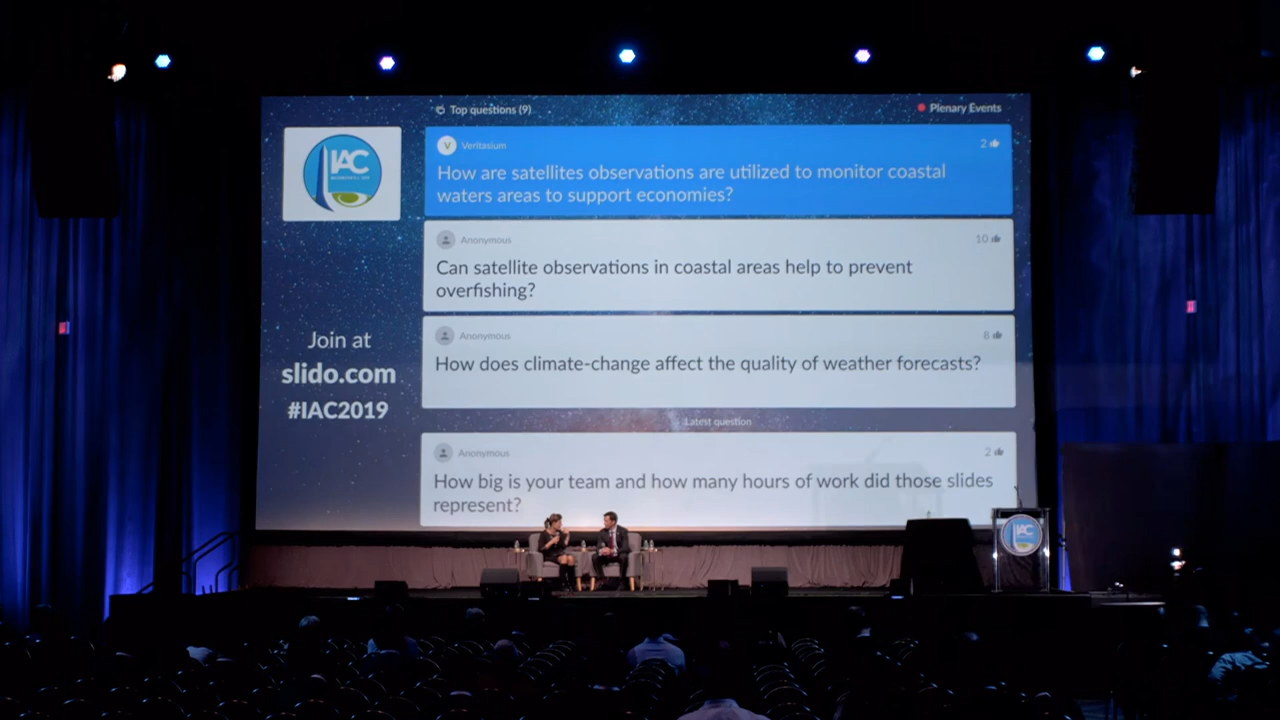 Top questions (9)
Plenary Events
IAC
V
Veritasium
2
How are satellites observations are utilized to monitor coastal
waters areas to support economies?
Anonymous
10
Can satellite observations in coastal areas help to prevent
overfishing?
Anonymous
8
How does climate-change affect the quality of weather forecasts?
Join at
slido.com
#IAC2019
Latest question
Anonymous
2
How big is your team and how many hours of work did those slides
represent?
IAC